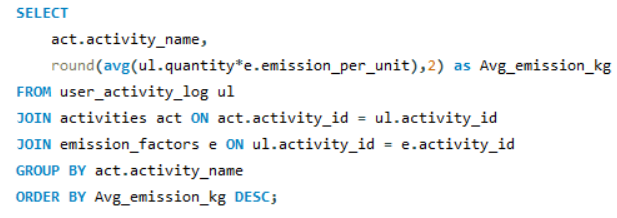 SELECT
act.activity_name,
round(avg(ul.quantity*e.emission_per_unit),2) as Avg_emission_kg
FROM user_activity_log ul
JOIN activities act ON act.activity_id = ul.activity_id
JOIN emission_factors e ON ul.activity_id = e.activity_id
GROUP BY act.activity_name
ORDER BY Avg_emission_kg DESC;